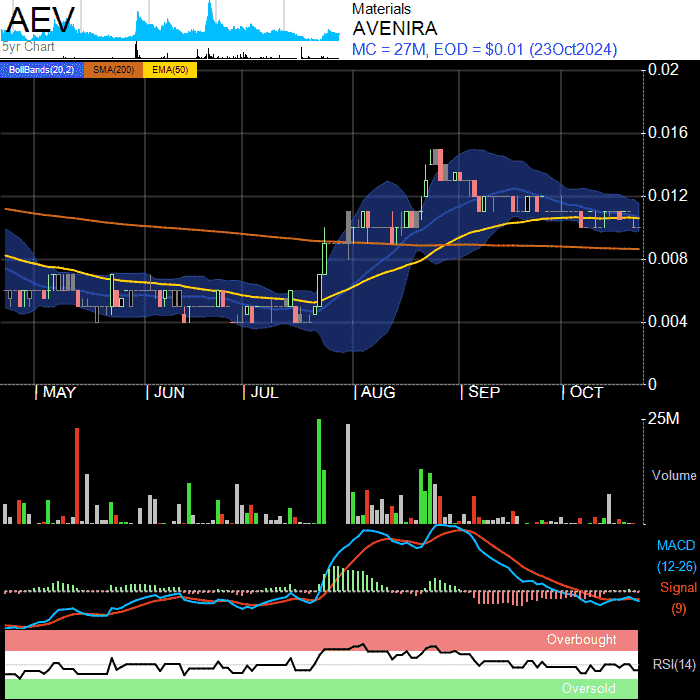 AEV
5yr Chart
Materials
AVENIRA
MC = 27M, EOD = $0.01 (23Oct2024)
BollBands(20,2) SMA(200) EMA(50)
0.02
0.016
0.012
0.008
0.004
0
MAY JUN JUL AUG SEP OCT
25M
Volume
MACD
(12-26)
Signal
(9)
Overbought
RSI(14)
Oversold